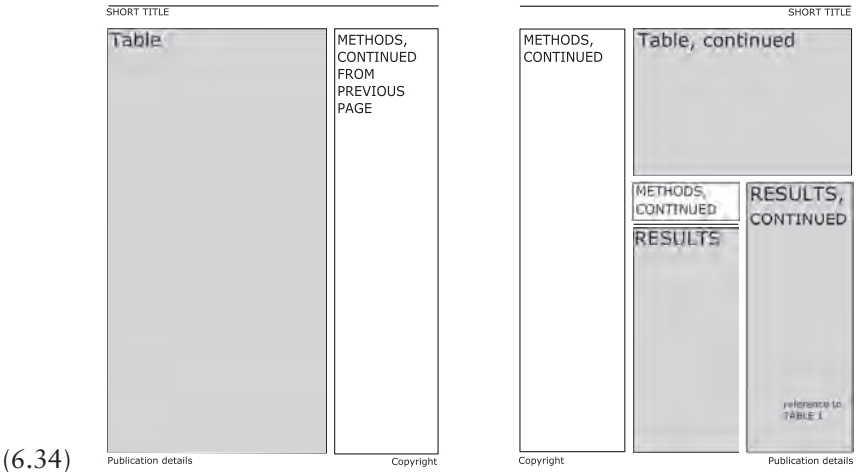 SHORT TITLE
Table
METHODS,
CONTINUED
FROM
PREVIOUS
PAGE
Publication details
Copyright
SHORT TITLE
METHODS,
CONTINUED
Table, continued
METHODS,
CONTINUED
RESULTS
RESULTS,
CONTINUED
reference to
TABLE 1
Copyright
Publication details
(6.34)